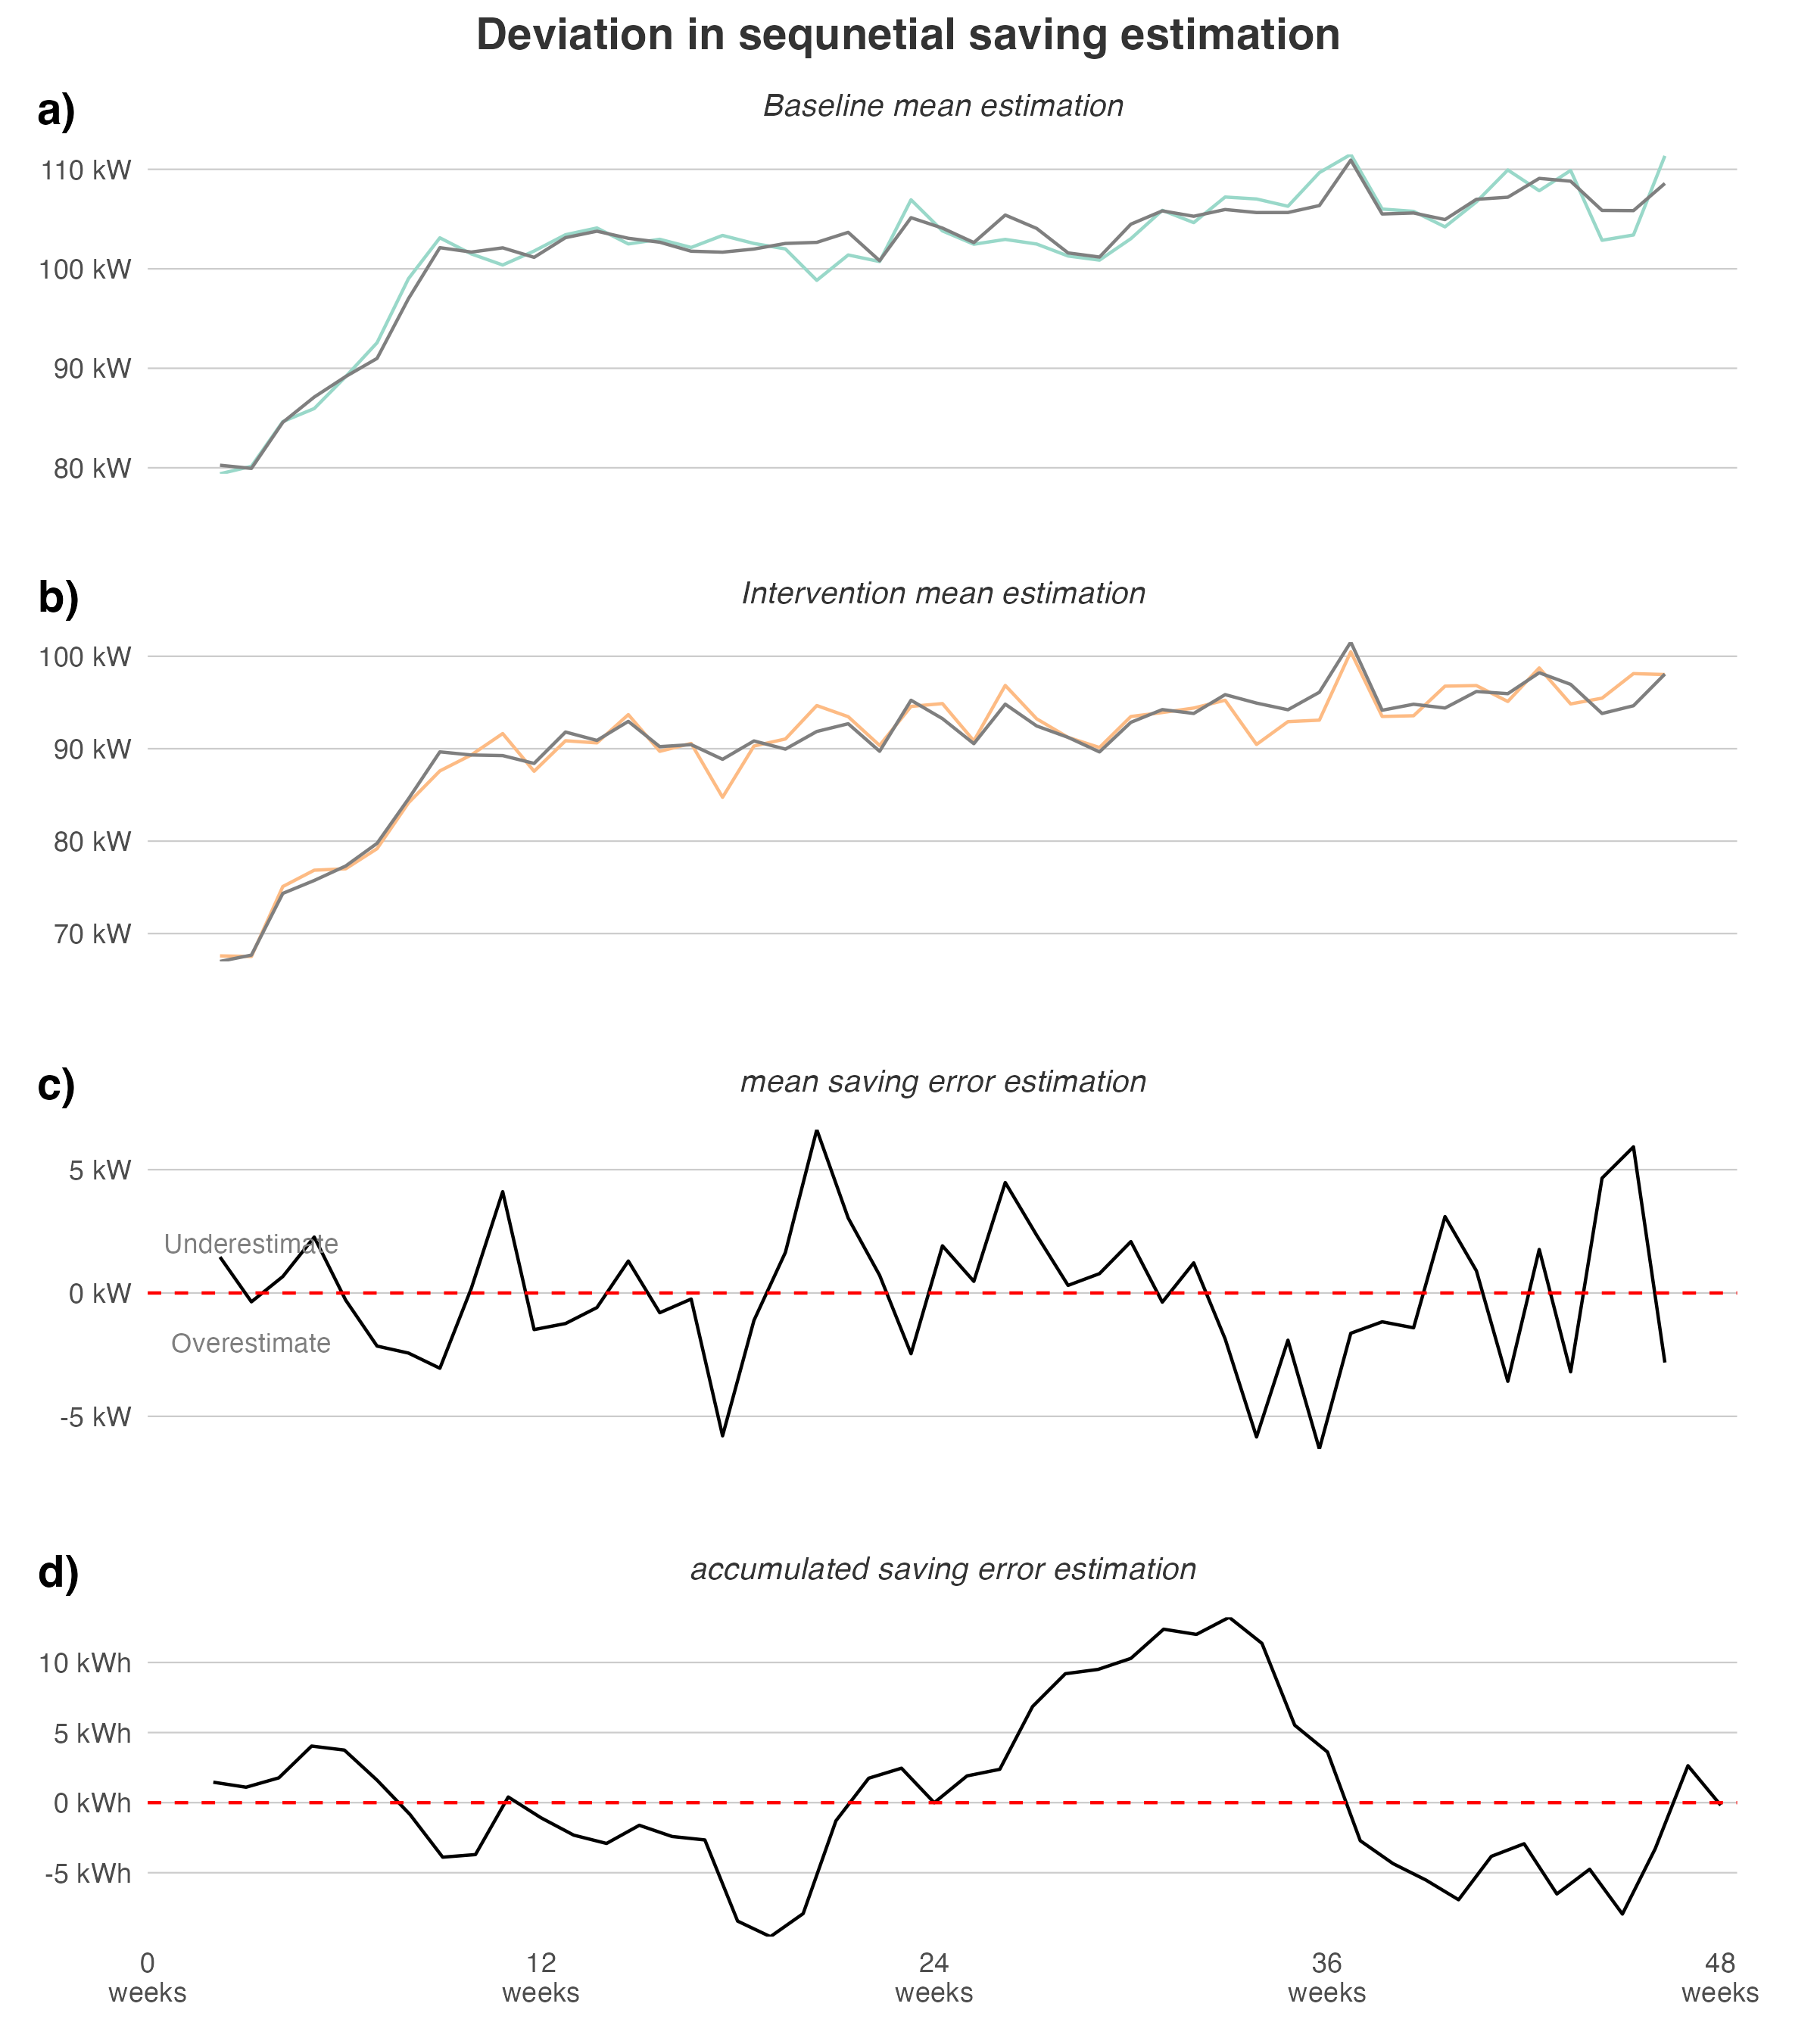 Deviation in sequnetial saving estimation
a)
Baseline mean estimation
110 kW
100 kW
90 kW
80 kW
b)
Intervention mean estimation
100 kW
90 kW
80 kW
70 kW
c)
mean saving error estimation
5 kW
Underestimate
0 kW
Overestimate
-5 kW
d)
accumulated saving error estimation
10 kWh
5 kWh
0 kWh
-5 kWh
0 12 24 36 48
weeks weeks weeks weeks weeks